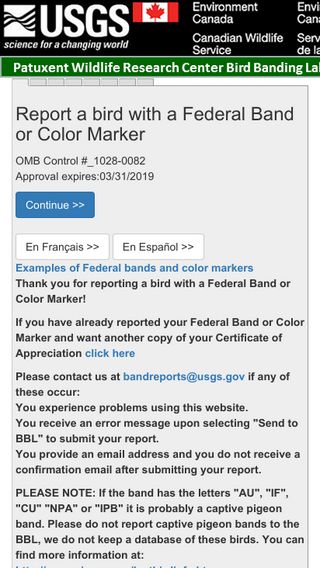 USGS
science for a changing world
Environment
Canada
Canadian Wildlife
Service
Envi
Can
Serv
de la
Patuxent Wildlife Research Center Bird Banding La
Report a bird with a Federal Band
or Color Marker
OMB Control #_1028-0082
Approval expires:03/31/2019
Continue >>
En Français >>
En Español >>
Examples of Federal bands and color markers
Thank you for reporting a bird with a Federal Band or
Color Marker!
If you have already reported your Federal Band or Color
Marker and want another copy of your Certificate of
Appreciation click here
Please contact us at bandreports@usgs.gov if any of
these occur:
You experience problems using this website.
You receive an error message upon selecting "Send to
BBL" to submit your report.
You provide an email address and you do not receive a
confirmation email after submitting your report.
PLEASE NOTE: If the band has the letters "AU", "IF",
"CU" "NPA" or "IPB" it is probably a captive pigeon
band. Please do not report captive pigeon bands to the
BBL, we do not keep a database of these birds. You can
find more information at: